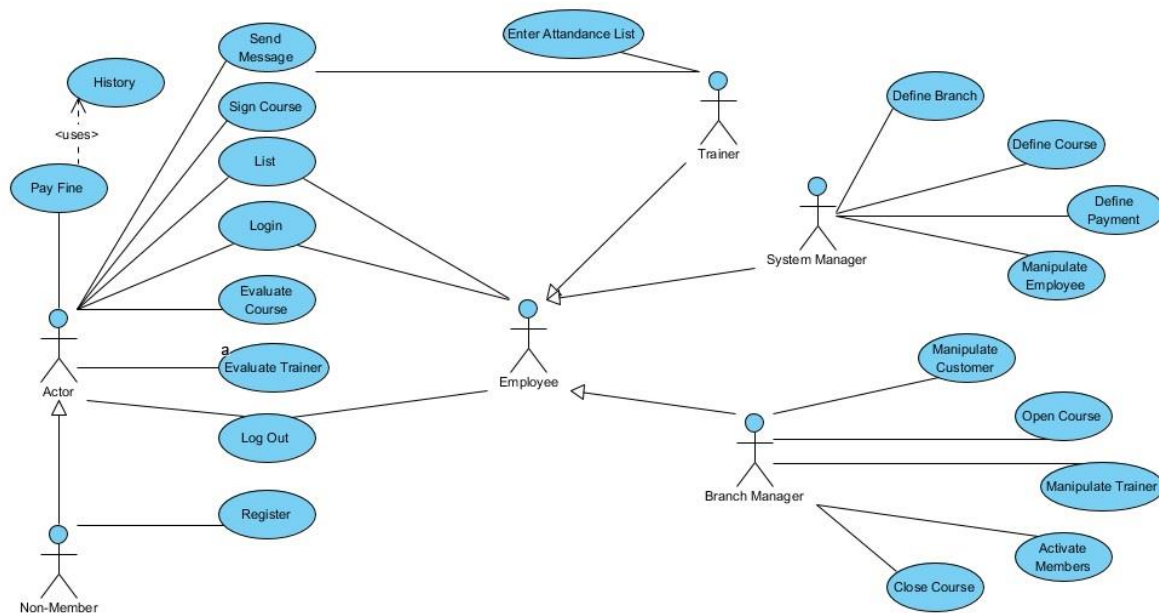 Send
Message
Enter Attandance List
History
Define Branch
Sign Course
<uses>
Trainer
Define Course
List
Pay Fine
Define
Payment
Login
System Manager
Manipulate
Employee
Evaluate
Course
a
Evaluate Trainer
Manipulate
Customer
Actor
Employee
Open Course
Log Out
Manipulate Trainer
Branch Manager
Register
Activate
Members
Close Course
Non-Member